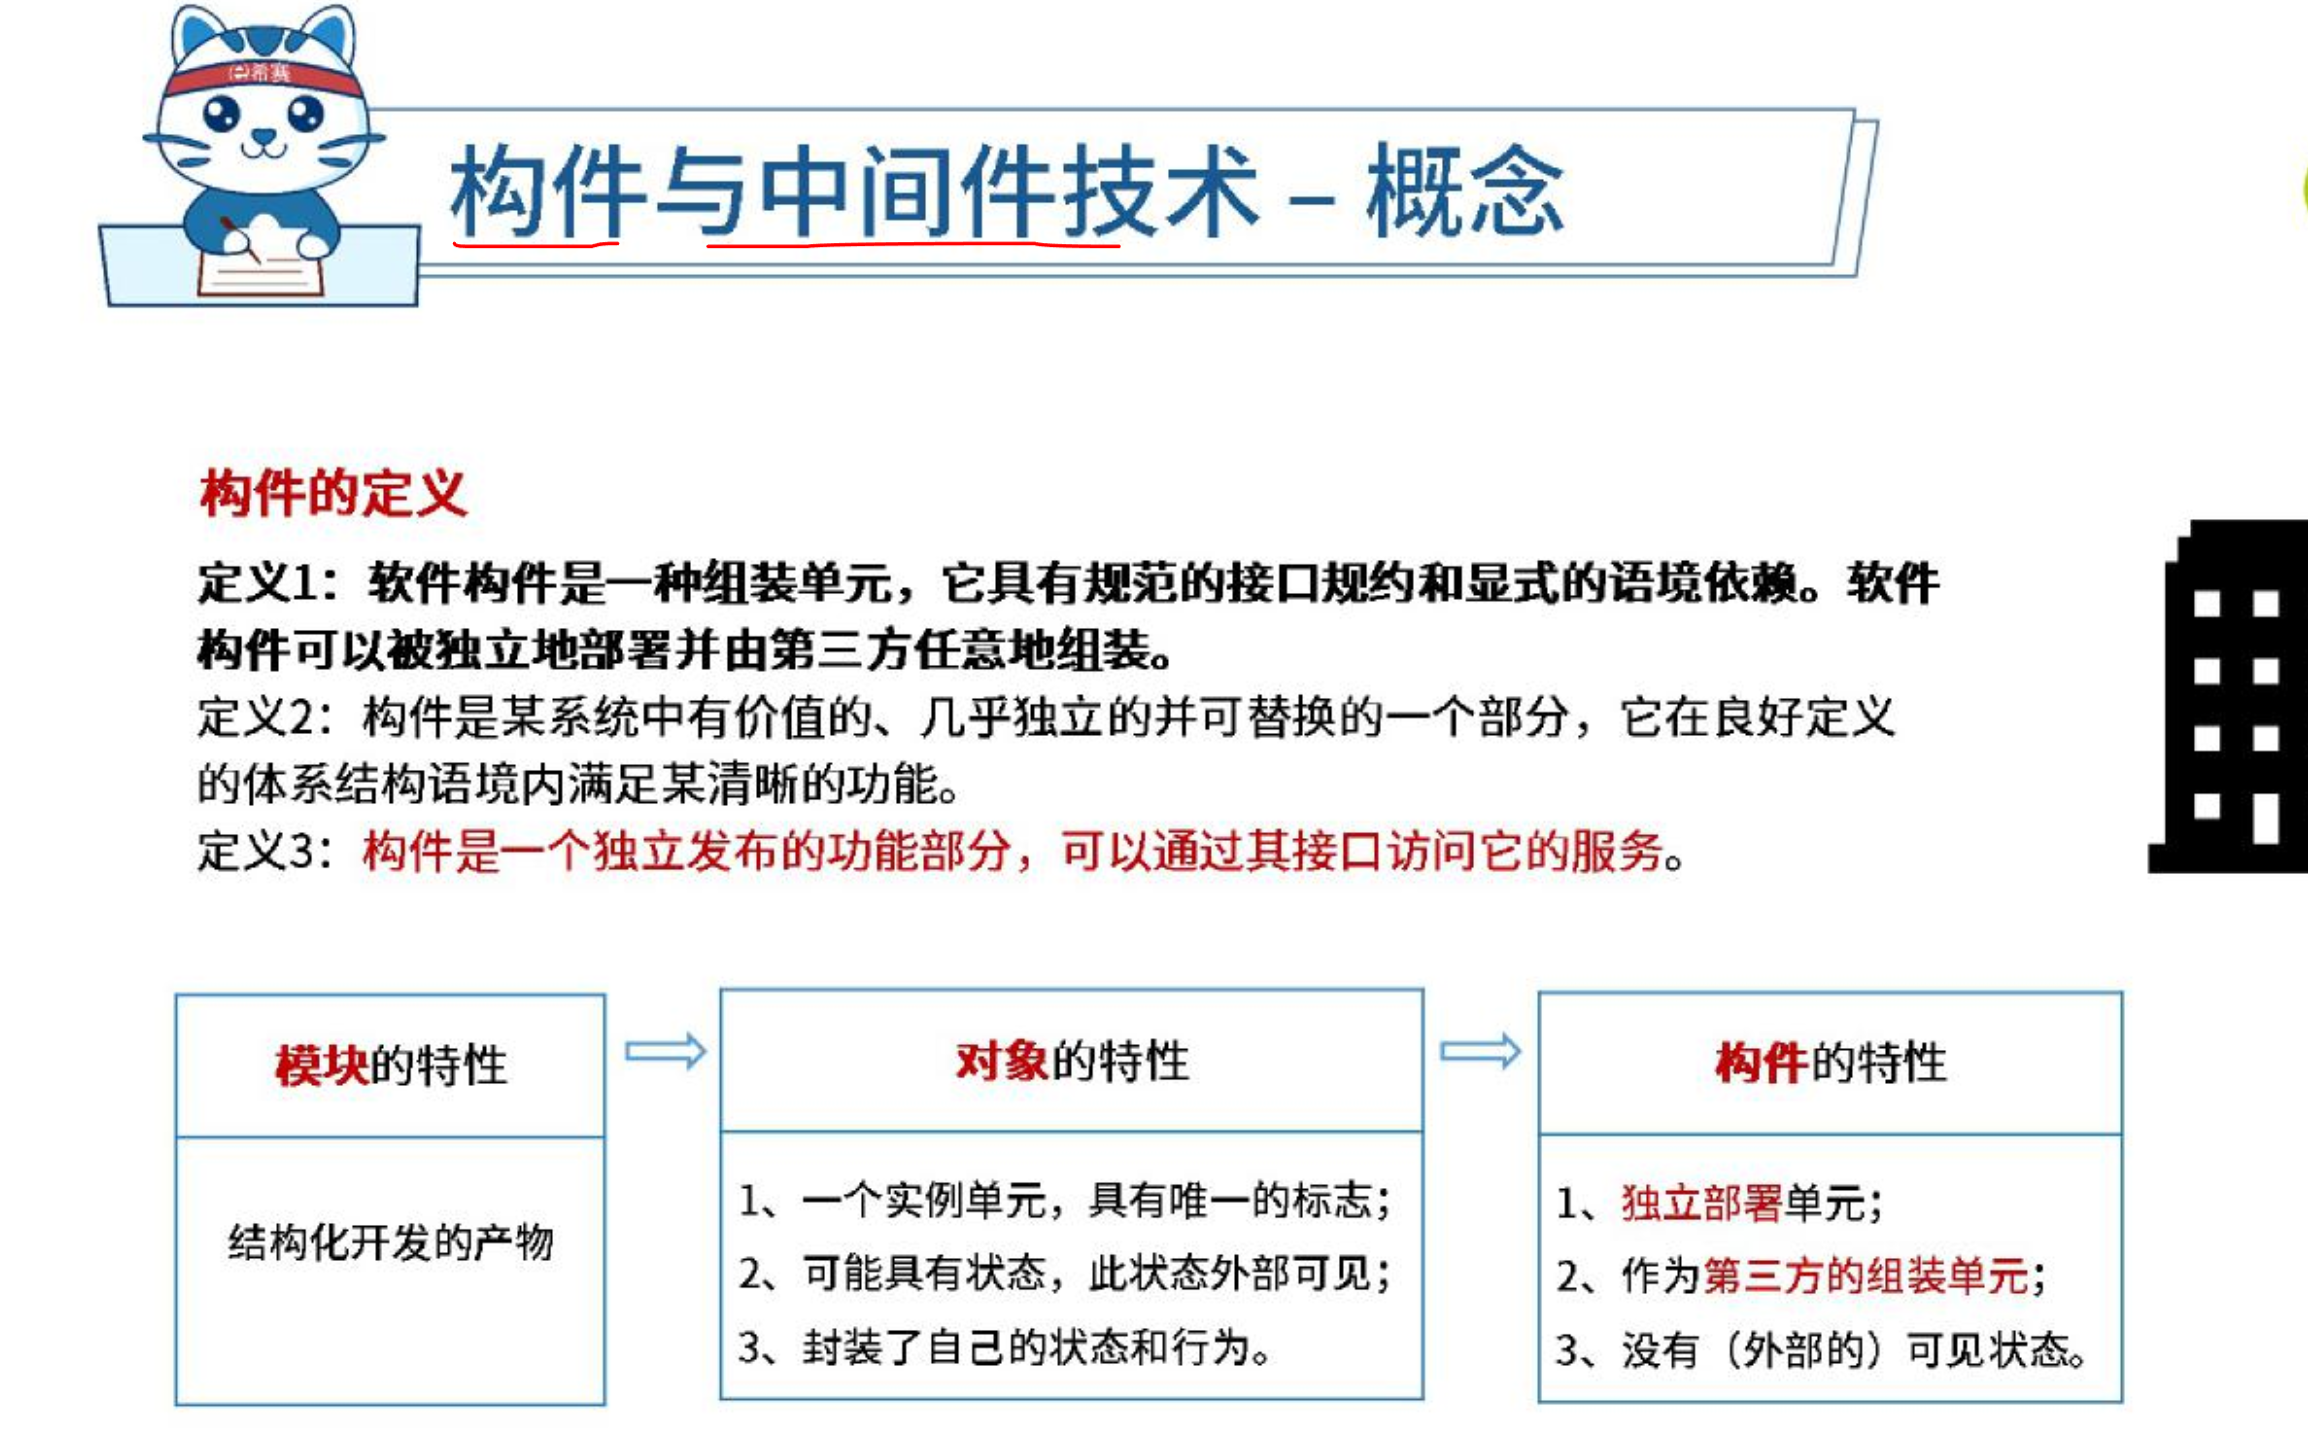 希赛
构件与中间件技术 – 概念
构件的定义
定义1：软件构件是一种组装单元，它具有规范的接口规约和显式的语境依赖。软件
构件可以被独立地部署并由第三方任意地组装。
定义2：构件是某系统中有价值的、几乎独立的并可替换的一个部分，它在良好定义
的体系结构语境内满足某清晰的功能。
定义3：构件是一个独立发布的功能部分，可以通过其接口访问它的服务。
模块的特性
结构化开发的产物
对象的特性
1、一个实例单元，具有唯一的标志；
2、可能具有状态，此状态外部可见；
3、封装了自己的状态和行为。
构件的特性
1、独立部署单元；
2、作为第三方的组装单元；
3、没有（外部的）可见状态。